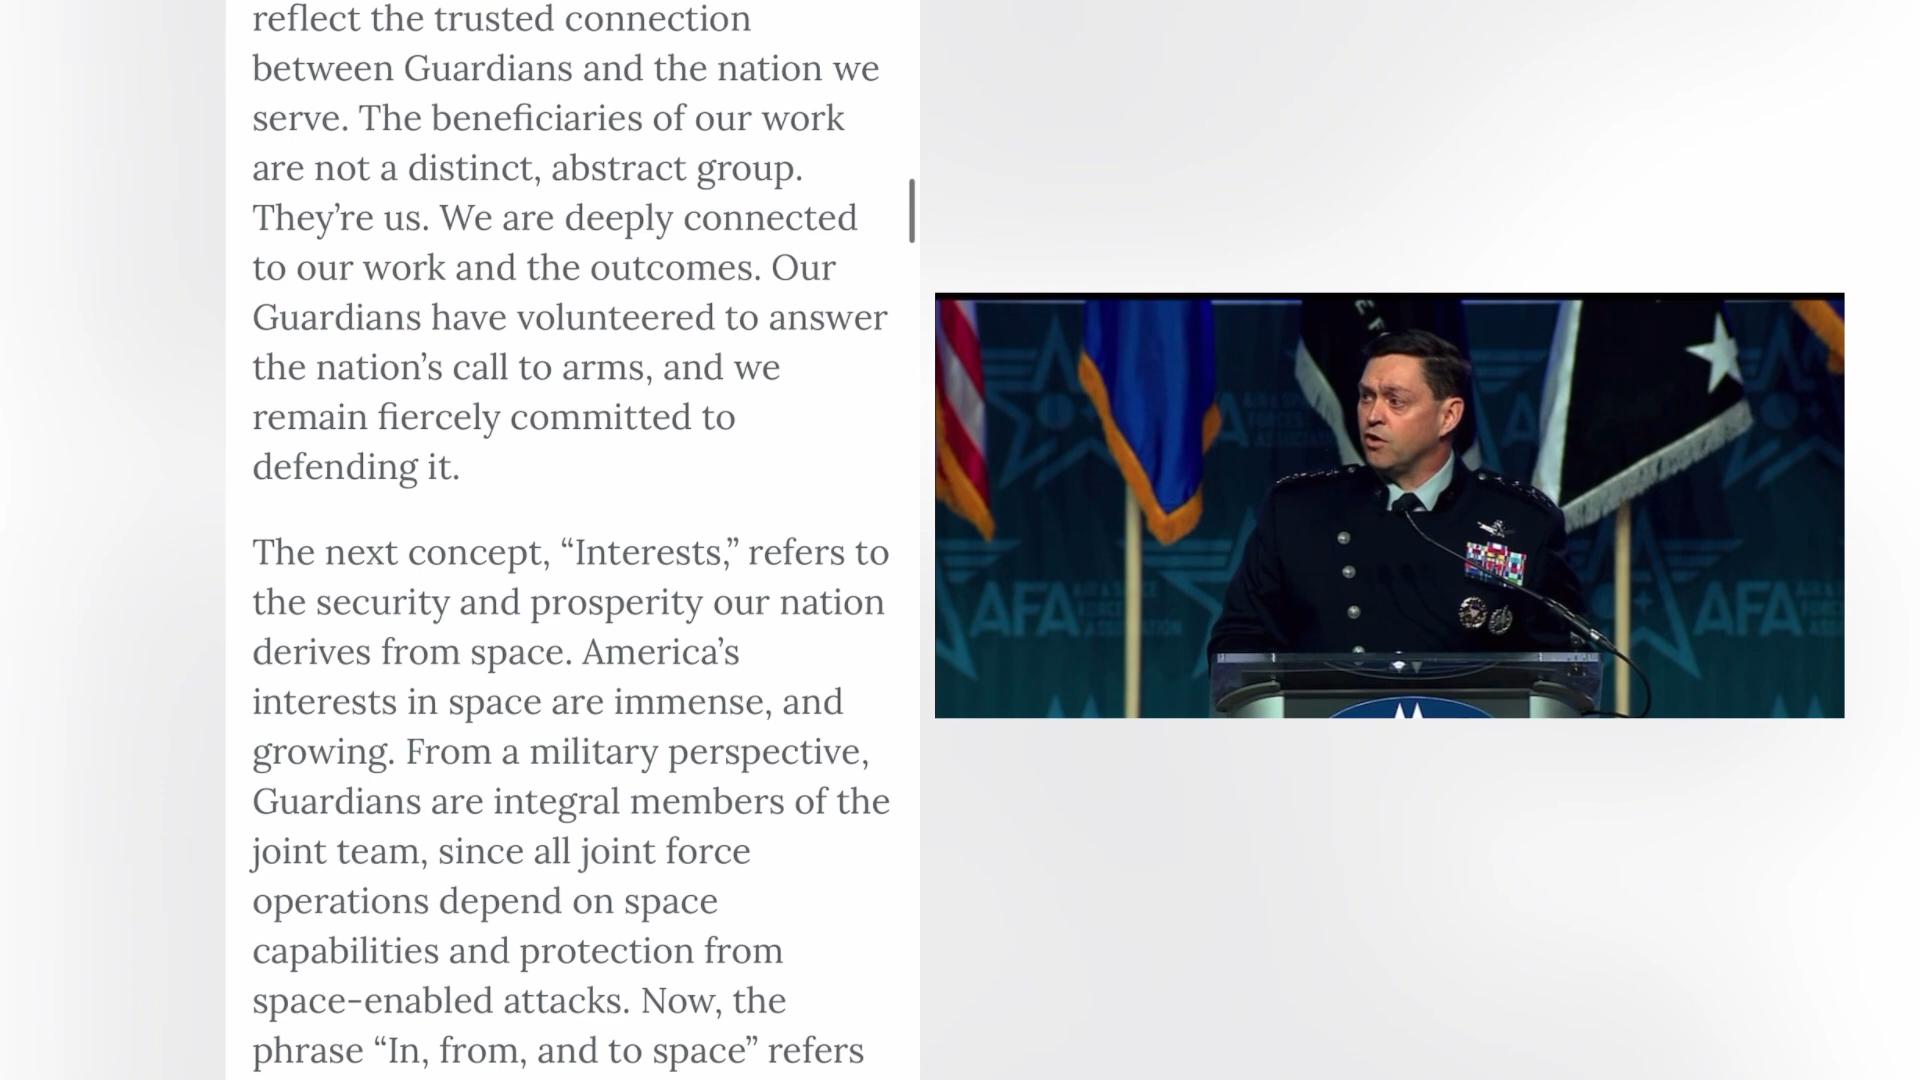 reflect the trusted connection
between Guardians and the nation we
serve. The beneficiaries of our work
are not a distinct, abstract group.
They’re us. We are deeply connected
to our work and the outcomes. Our
Guardians have volunteered to answer
the nation’s call to arms, and we
remain fiercely committed to
defending it.
The next concept, “Interests,” refers to
the security and prosperity our nation
derives from space. America’s
interests in space are immense, and
growing. From a military perspective,
Guardians are integral members of the
joint team, since all joint force
operations depend on space
capabilities and protection from
space-enabled attacks. Now, the
phrase “In, from, and to space” refers
AFA
AFA